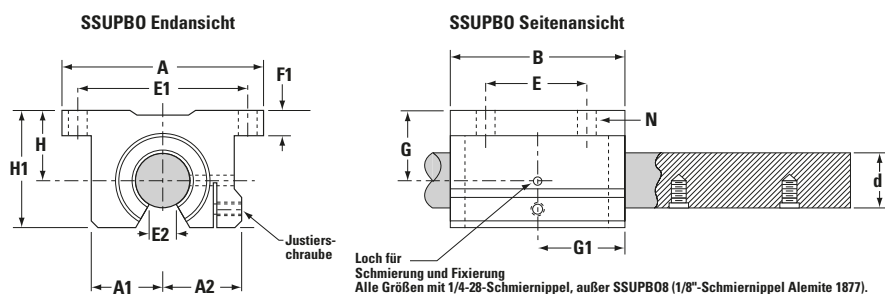 SSUPBO Endansicht
A
E1
F1
H
H1
E2
A1
A2
Justiers-
schraube
SSUPBO Seitenansicht
B
E
N
G
d
G1
Loch für
Schmierung und Fixierung
Alle Größen mit 1/4-28-Schmiernippel, außer SSUPBO8 (1/8"-Schmiernippel Alemite 1877).